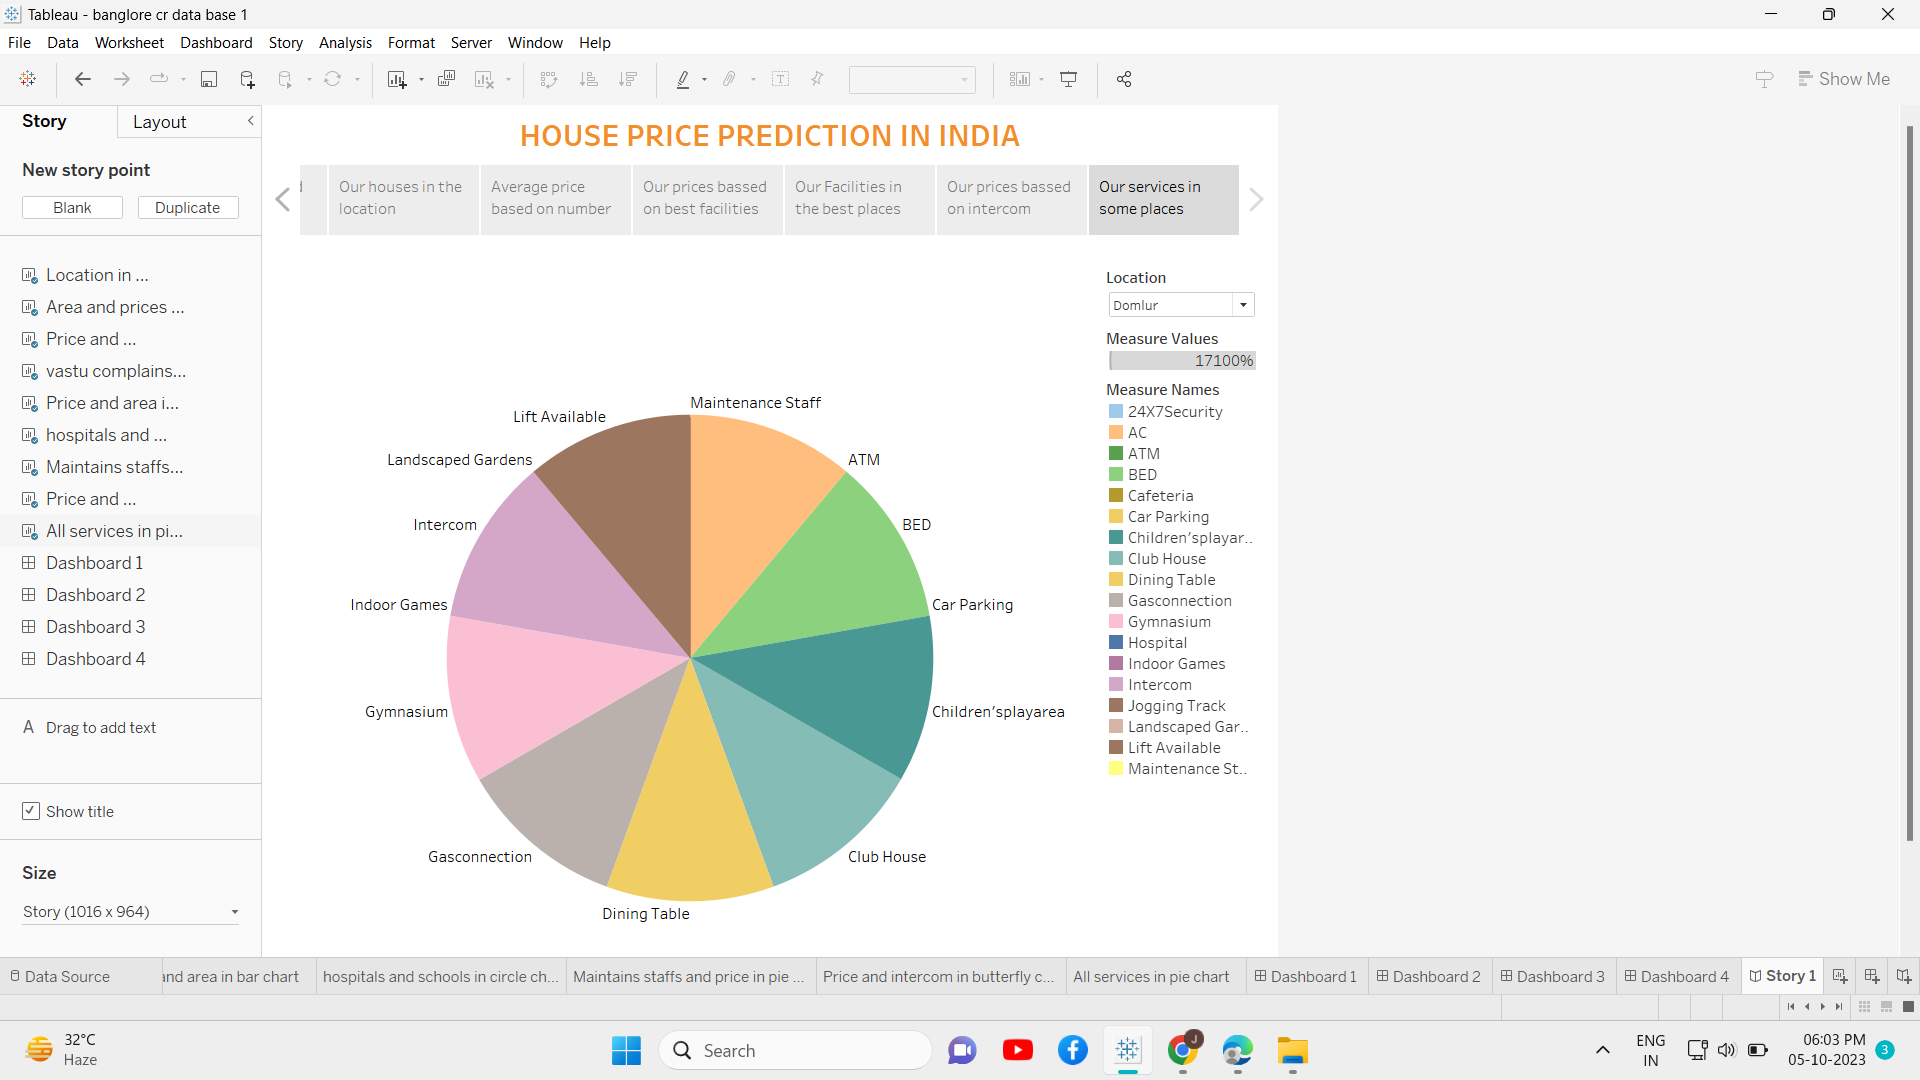 Tableau - banglore cr data base 1
File Data Worksheet Dashboard Story Analysis Format Server Window Help
Show Me
Story
Layout
New story point
Blank
Duplicate
Location in ...
Area and prices ...
Price and ...
vastu complains...
Price and area i...
hospitals and ...
Maintains staffs...
Price and ...
All services in pi...
Dashboard 1
Dashboard 2
Dashboard 3
Dashboard 4
A Drag to add text
Show title
Size
Story (1016 x 964)
HOUSE PRICE PREDICTION IN INDIA
Our houses in the
location
Average price
based on number
Our prices bassed
on best facilities
Our Facilities in
the best places
Our prices bassed
on intercom
Our services in
some places
Maintenance Staff
Lift Available
Landscaped Gardens
ATM
Intercom
BED
Indoor Games
Car Parking
Gymnasium
Children'splayarea
Gasconnection
Club House
Dining Table
Location
Domlur
Measure Values
17100%
Measure Names
24X7Security
AC
ATM
BED
Cafeteria
Car Parking
Children'splayar..
Club House
Dining Table
Gasconnection
Gymnasium
Hospital
Indoor Games
Intercom
Jogging Track
Landscaped Gar..
Lift Available
Maintenance St..
Data Source
and area in bar chart
hospitals and schools in circle ch...
Maintains staffs and price in pie ...
Price and intercom in butterfly c...
All services in pie chart
Dashboard 1
Dashboard 2
Dashboard 3
Dashboard 4
Story 1
32°C
Haze
Search
J
ENG
IN
06:03 PM
05-10-2023
3